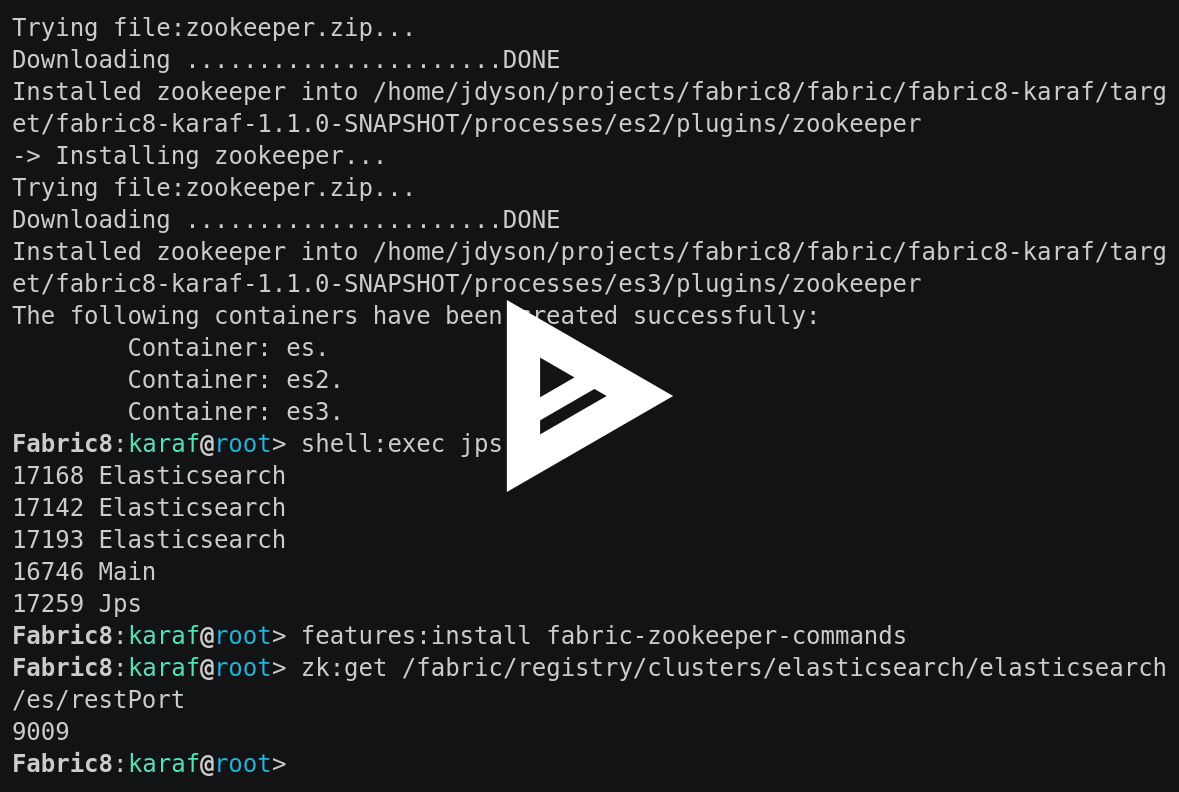 Trying file:zookeeper.zip...
Downloading ......................DONE
Installed zookeeper into /home/jdyson/projects/fabric8/fabric/fabric8-karaf/targ
et/fabric8-karaf-1.1.0-SNAPSHOT/processes/es2/plugins/zookeeper
-> Installing zookeeper...
Trying file:zookeeper.zip...
Downloading ......................DONE
Installed zookeeper into /home/jdyson/projects/fabric8/fabric/fabric8-karaf/targ
et/fabric8-karaf-1.1.0-SNAPSHOT/processes/es3/plugins/zookeeper
The following containers have been created successfully:
        Container: es.
        Container: es2.
        Container: es3.
Fabric8:karaf@root> shell:exec jps
17168 Elasticsearch
17142 Elasticsearch
17193 Elasticsearch
16746 Main
17259 Jps
Fabric8:karaf@root> features:install fabric-zookeeper-commands
Fabric8:karaf@root> zk:get /fabric/registry/clusters/elasticsearch/elasticsearch
/es/restPort
9009
Fabric8:karaf@root>